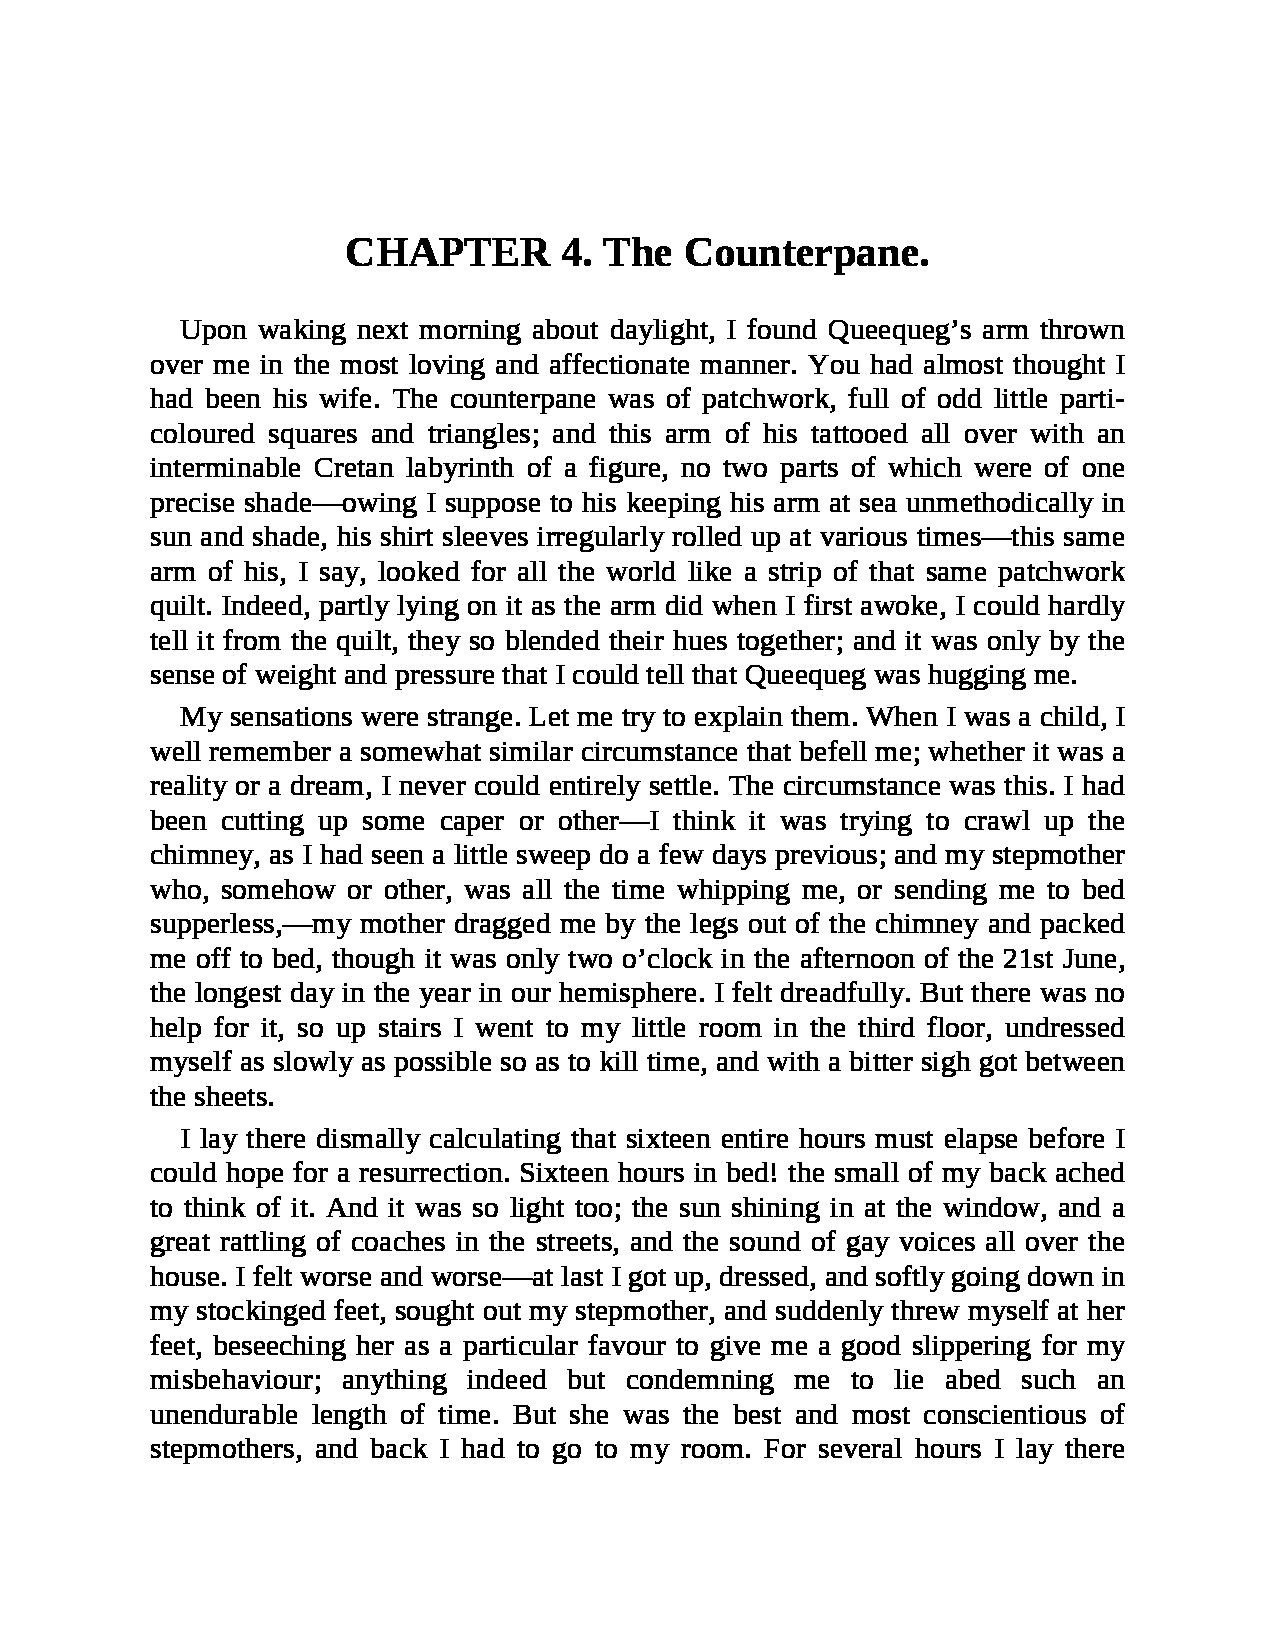 CHAPTER 4. The Counterpane.
Upon waking next morning about daylight, I found Queequeg’s arm thrown
over me in the most loving and affectionate manner. You had almost thought I
had been his wife. The counterpane was of patchwork, full of odd little parti-
coloured squares and triangles; and this arm of his tattooed all over with an
interminable Cretan labyrinth of a figure, no two parts of which were of one
precise shade—owing I suppose to his keeping his arm at sea unmethodically in
sun and shade, his shirt sleeves irregularly rolled up at various times—this same
arm of his, I say, looked for all the world like a strip of that same patchwork
quilt. Indeed, partly lying on it as the arm did when I first awoke, I could hardly
tell it from the quilt, they so blended their hues together; and it was only by the
sense of weight and pressure that I could tell that Queequeg was hugging me.
My sensations were strange. Let me try to explain them. When I was a child, I
well remember a somewhat similar circumstance that befell me; whether it was a
reality or a dream, I never could entirely settle. The circumstance was this. I had
been cutting up some caper or other—I think it was trying to crawl up the
chimney, as I had seen a little sweep do a few days previous; and my stepmother
who, somehow or other, was all the time whipping me, or sending me to bed
supperless,—my mother dragged me by the legs out of the chimney and packed
me off to bed, though it was only two o’clock in the afternoon of the 21st June,
the longest day in the year in our hemisphere. I felt dreadfully. But there was no
help for it, so up stairs I went to my little room in the third floor, undressed
myself as slowly as possible so as to kill time, and with a bitter sigh got between
the sheets.
I lay there dismally calculating that sixteen entire hours must elapse before I
could hope for a resurrection. Sixteen hours in bed! the small of my back ached
to think of it. And it was so light too; the sun shining in at the window, and a
great rattling of coaches in the streets, and the sound of gay voices all over the
house. I felt worse and worse—at last I got up, dressed, and softly going down in
my stockinged feet, sought out my stepmother, and suddenly threw myself at her
feet, beseeching her as a particular favour to give me a good slippering for my
misbehaviour; anything indeed but condemning me to lie abed such an
unendurable length of time. But she was the best and most conscientious of
stepmothers, and back I had to go to my room. For several hours I lay there